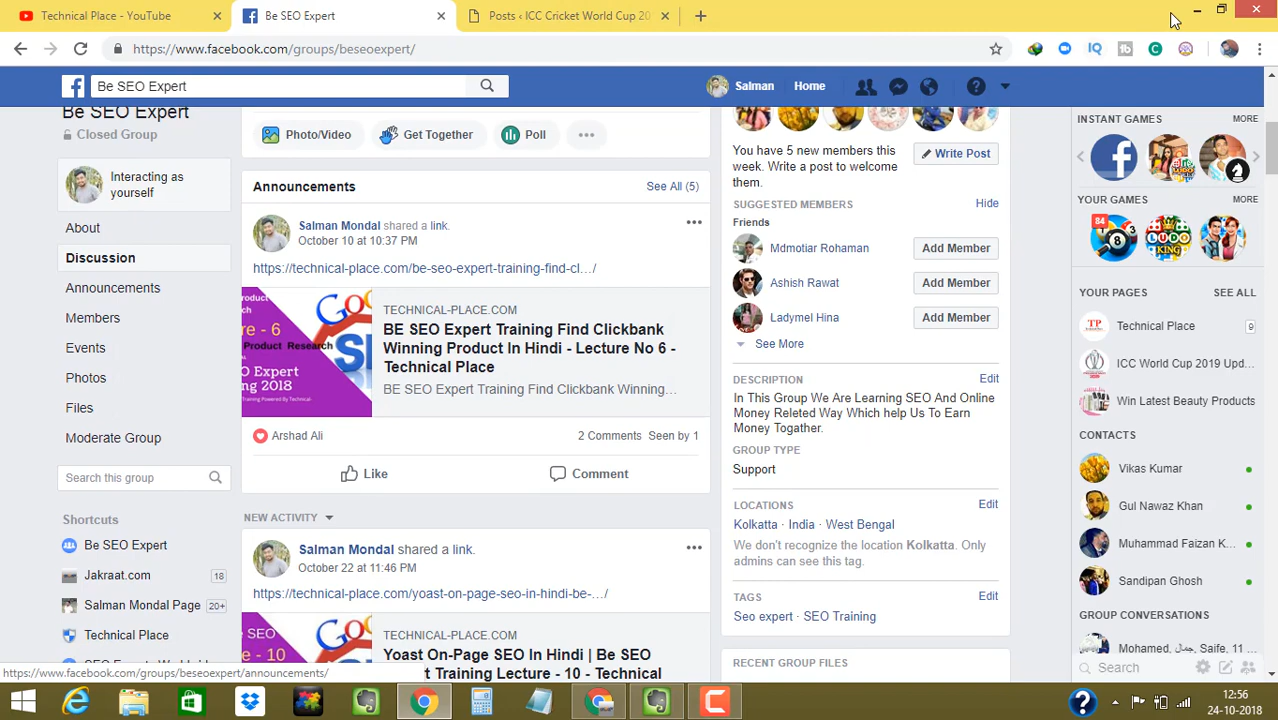 Technical Place - YouTube
Be SEO Expert
Posts ‹ ICC Cricket World Cup 20
https://www.facebook.com/groups/beseoexpert/
Be SEO Expert
Salman
Home
Be SEO Expert
Closed Group
Interacting as
yourself
About
Discussion
Announcements
Members
Events
Photos
Files
Moderate Group
Search this group
Shortcuts
Be SEO Expert
Jakraat.com 18
Salman Mondal Page 20+
Technical Place
https://www.facebook.com/groups/beseoexpert/announcements/
Photo/Video
Get Together
Poll
Announcements
See All (5)
Salman Mondal shared a link.
October 10 at 10:37 PM
https://technical-place.com/be-seo-expert-training-find-cl.../
TECHNICAL-PLACE.COM
BE SEO Expert Training Find Clickbank
Winning Product In Hindi - Lecture No 6 -
Technical Place
BE SEO Expert Training Find Clickbank Winning...
Arshad Ali
2 Comments Seen by 1
Like
Comment
NEW ACTIVITY
Salman Mondal shared a link.
October 22 at 11:46 PM
https://technical-place.com/yoast-on-page-seo-in-hindi-be-.../
TECHNICAL-PLACE.COM
Yoast On-Page SEO In Hindi | Be SEO
t Training Lecture - 10 - Technical
You have 5 new members this
week. Write a post to welcome
them.
Write Post
SUGGESTED MEMBERS
Hide
Friends
Mdmotiar Rohaman
Add Member
Ashish Rawat
Add Member
Ladymel Hina
Add Member
See More
DESCRIPTION
Edit
In This Group We Are Learning SEO And Online
Money Releted Way Which help Us To Earn
Money Togather.
GROUP TYPE
Support
LOCATIONS
Edit
Kolkatta · India · West Bengal
We don't recognize the location Kolkatta. Only
admins can see this tag.
TAGS
Edit
Seo expert · SEO Training
RECENT GROUP FILES
INSTANT GAMES
MORE
YOUR GAMES
MORE
84
YOUR PAGES
SEE ALL
Technical Place 9
ICC World Cup 2019 Upd...
Win Latest Beauty Products
CONTACTS
Vikas Kumar
Gul Nawaz Khan
Muhammad Faizan K...
Sandipan Ghosh
GROUP CONVERSATIONS
Search
12:56
24-10-2018